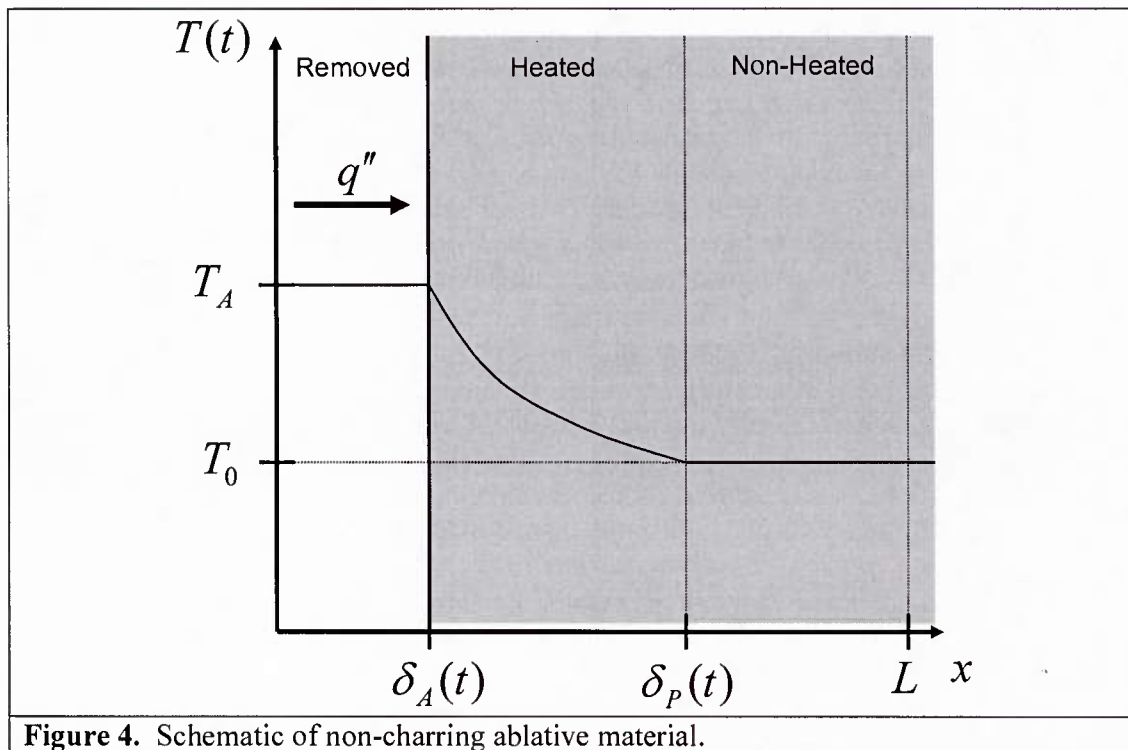 T(t)
Removed Heated Non-Heated
q″
T_A
T_0
δ_A(t) δ_P(t) L x
Figure 4. Schematic of non-charring ablative material.